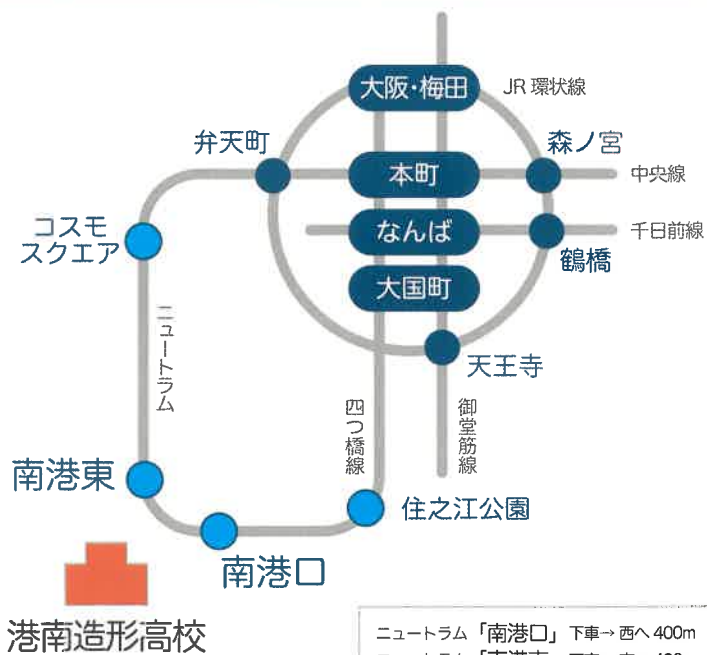 大阪・梅田
JR 環状線
弁天町
森ノ宮
本町
中央線
コスモ
スクエア
なんば
千日前線
鶴橋
大国町
ニュートラム
天王寺
四つ橋線
御堂筋線
南港東
住之江公園
南港口
港南造形高校
ニュートラム「南港口」下車→西へ400m